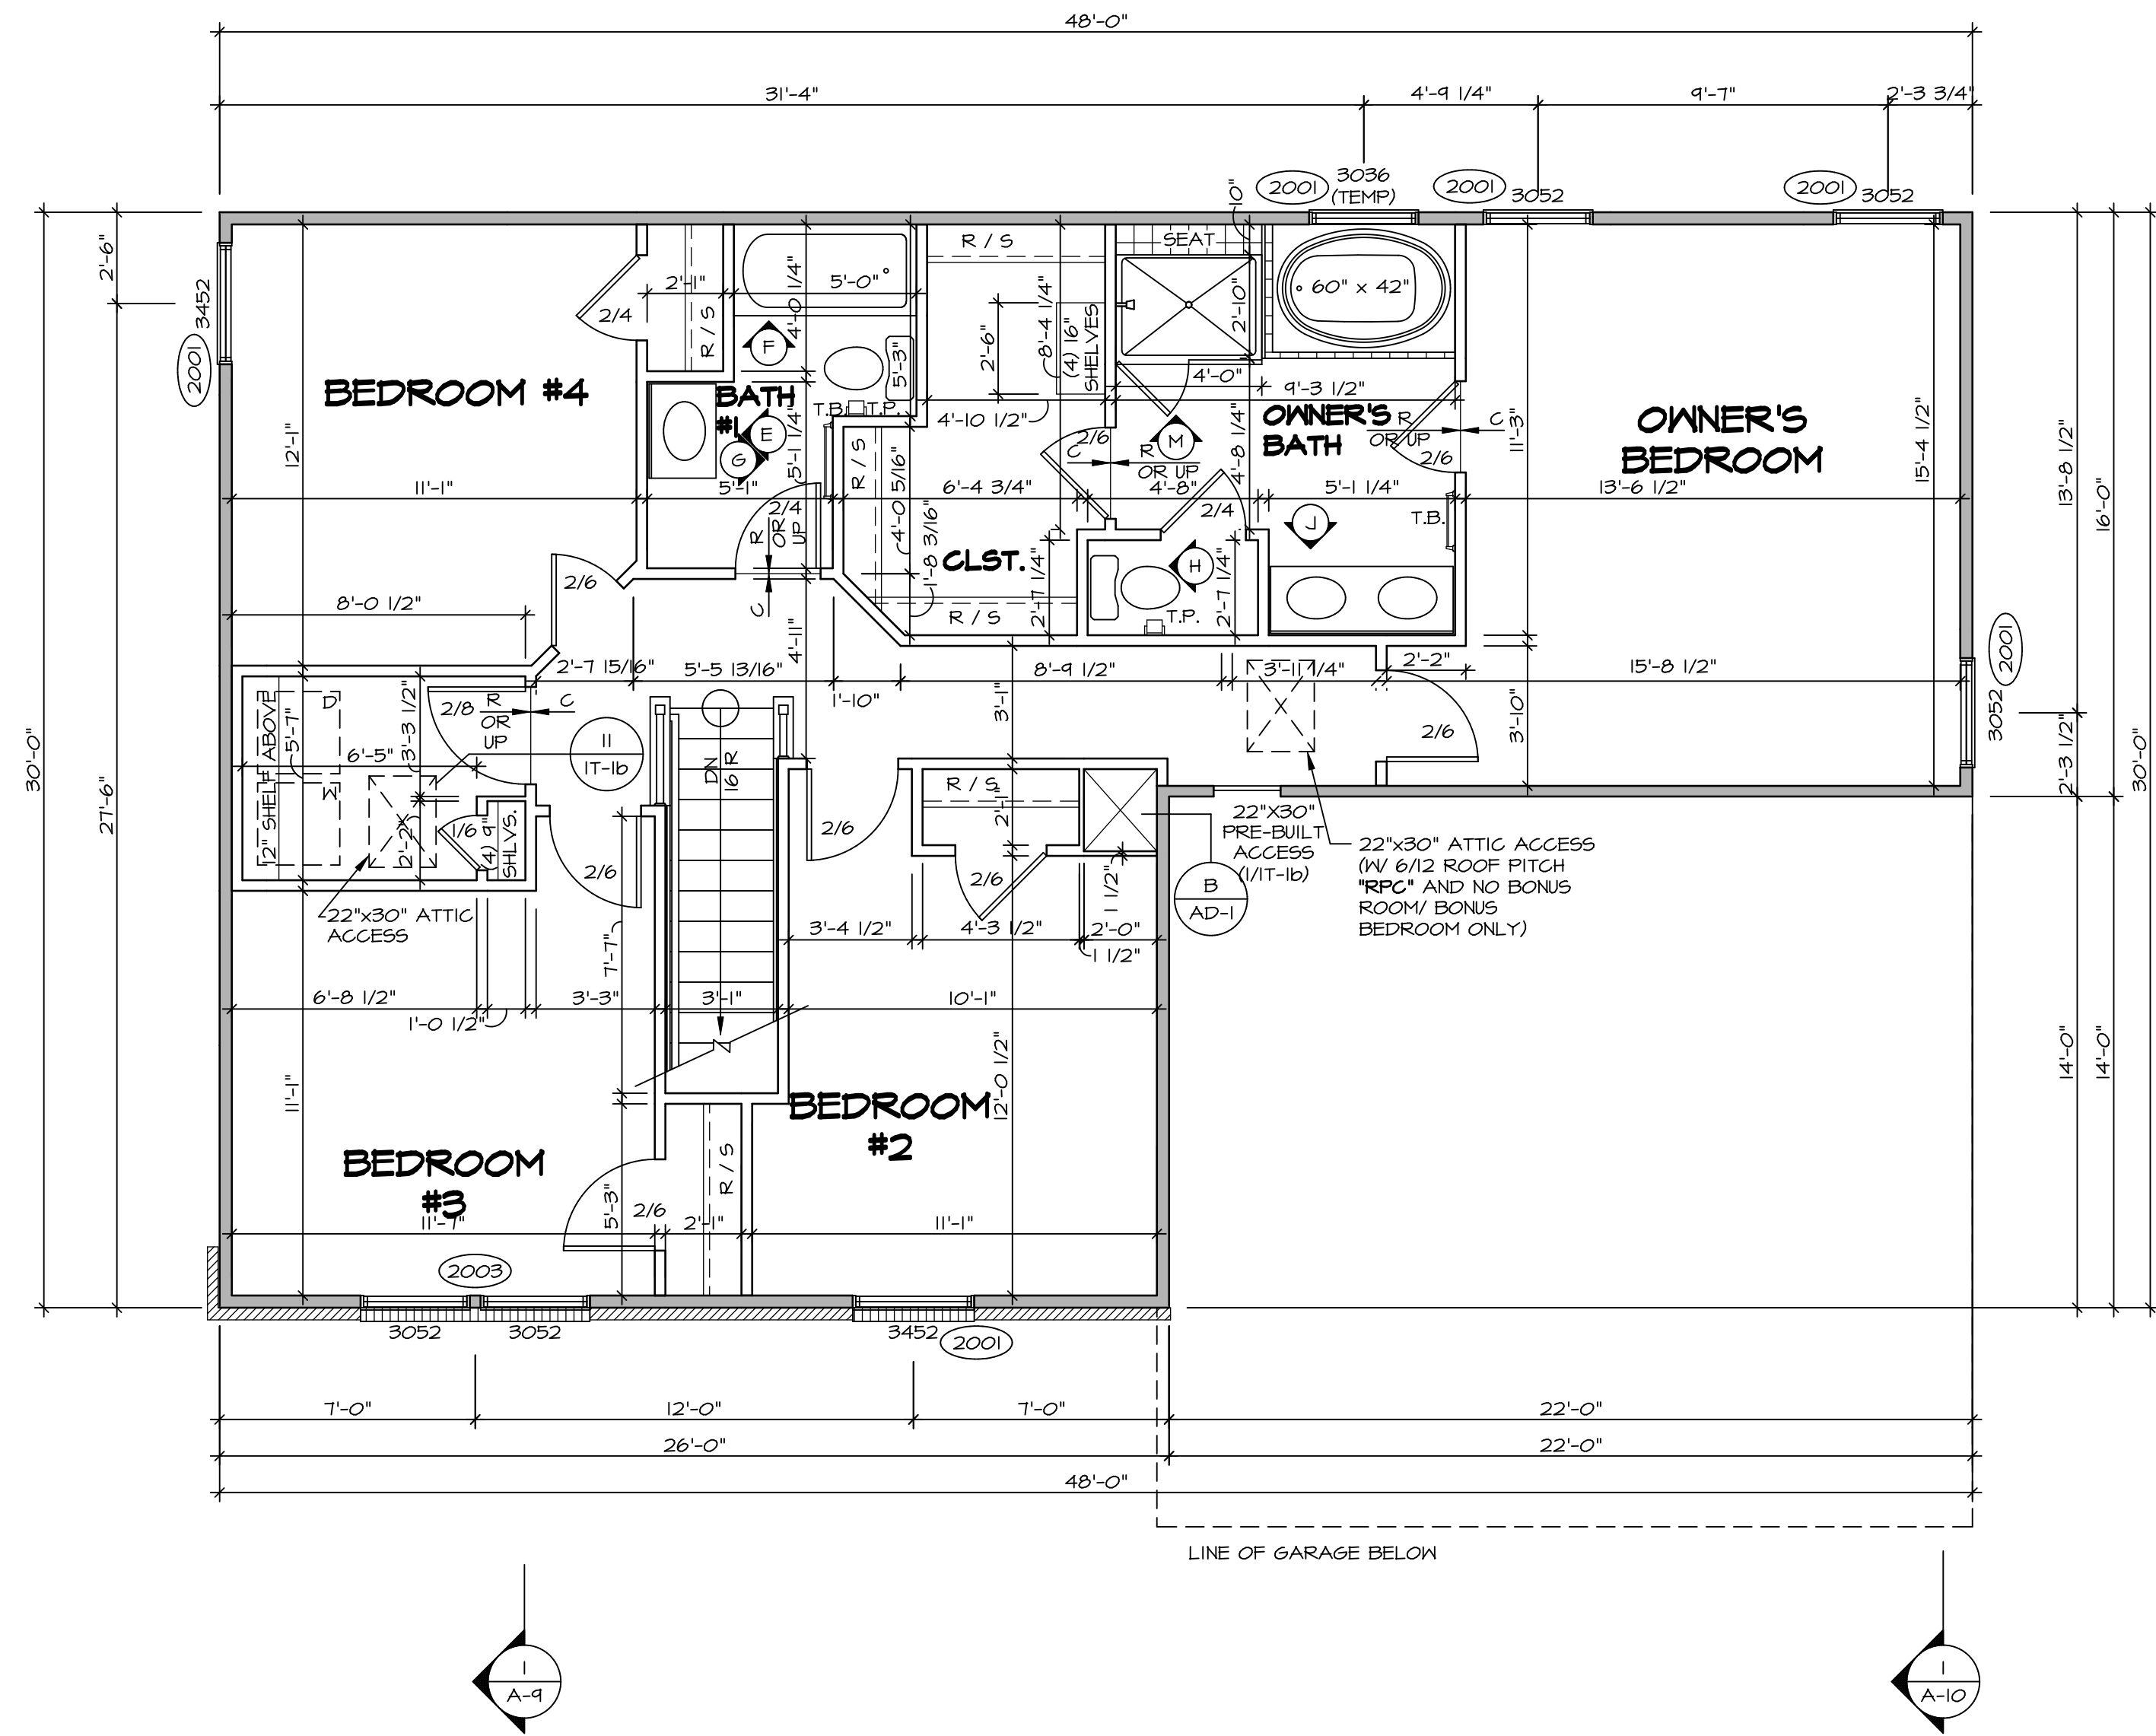 48'-0"
31'-4"
4'-9 1/4"
9'-7"
2'-3 3/4"
2001
3036
(TEMP)
2001
3052
2001
3052
10"
2'-6"
3452
2001
30'-0"
27'-6"
BEDROOM #4
12'-1"
11'-1"
8'-0 1/2"
2/4
2'-1"
R / S
5'-0"
4'-0 1/4"
F
BATH
#1
E
G
T.B.
T.P.
5'-3"
5'-1 1/4"
5'-1"
2/4
R
OR
UP
C
2/6
R / S
2'-6"
8'-4 1/4"
(4) 16"
SHELVES
4'-10 1/2"
R / S
4'-0 5/16"
1'-8 3/16"
6'-4 3/4"
CLST.
R / S
SEAT
2'-10"
60" x 42"
4'-0"
9'-3 1/2"
OWNER'S
BATH
2/6
C
R
OR UP
M
4'-8 1/4"
4'-8"
2/4
5'-1 1/4"
J
T.B.
H
T.P.
2'-7 1/4"
2'-7 1/4"
R
OR UP
C
2/6
11'-3"
OWNER'S
BEDROOM
15'-4 1/2"
13'-6 1/2"
13'-8 1/2"
16'-0"
30'-0"
2001
3052
2'-3 1/2"
14'-0"
14'-0"
2'-7 15/16"
5'-5 13/16"
4'-11"
1'-10"
8'-9 1/2"
3'-11 1/4"
2'-2"
15'-8 1/2"
3'-1"
3'-10"
2/6
12" SHELF ABOVE
5'-7"
D
W
6'-5"
3'-3 1/2"
2/8
R
OR
UP
C
2'-2"
1/6
(4) 9"
SHLVS.
11
IT-1b
22"x30" ATTIC
ACCESS
DN
16 R
2/6
2/6
R / S
2'-1"
2/6
1 1/2"
22"X30"
PRE-BUILT
ACCESS
(1/IT-1b)
B
AD-1
22"x30" ATTIC ACCESS
(W/ 6/12 ROOF PITCH
"RPC" AND NO BONUS
ROOM/ BONUS
BEDROOM ONLY)
3'-4 1/2"
4'-3 1/2"
2'-0"
1 1/2"
7'-7"
6'-8 1/2"
1'-0 1/2"
3'-3"
3'-1"
10'-1"
11'-1"
12'-0 1/2"
BEDROOM
#2
BEDROOM
#3
R / S
5'-3"
2/6
11'-7"
2'-1"
11'-1"
2003
3052
3052
3452
2001
7'-0"
12'-0"
7'-0"
22'-0"
26'-0"
22'-0"
48'-0"
LINE OF GARAGE BELOW
1
A-9
1
A-10